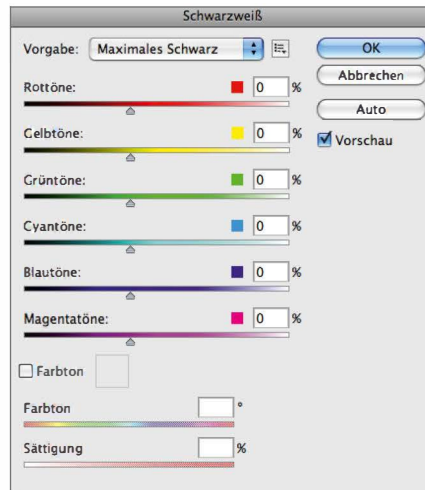 Schwarzweiß
Vorgabe: Maximales Schwarz
OK
Abbrechen
Auto
Vorschau
Rottöne: 0 %
Gelbtöne: 0 %
Grüntöne: 0 %
Cyantöne: 0 %
Blautöne: 0 %
Magentatöne: 0 %
Farbton
Farbton °
Sättigung %